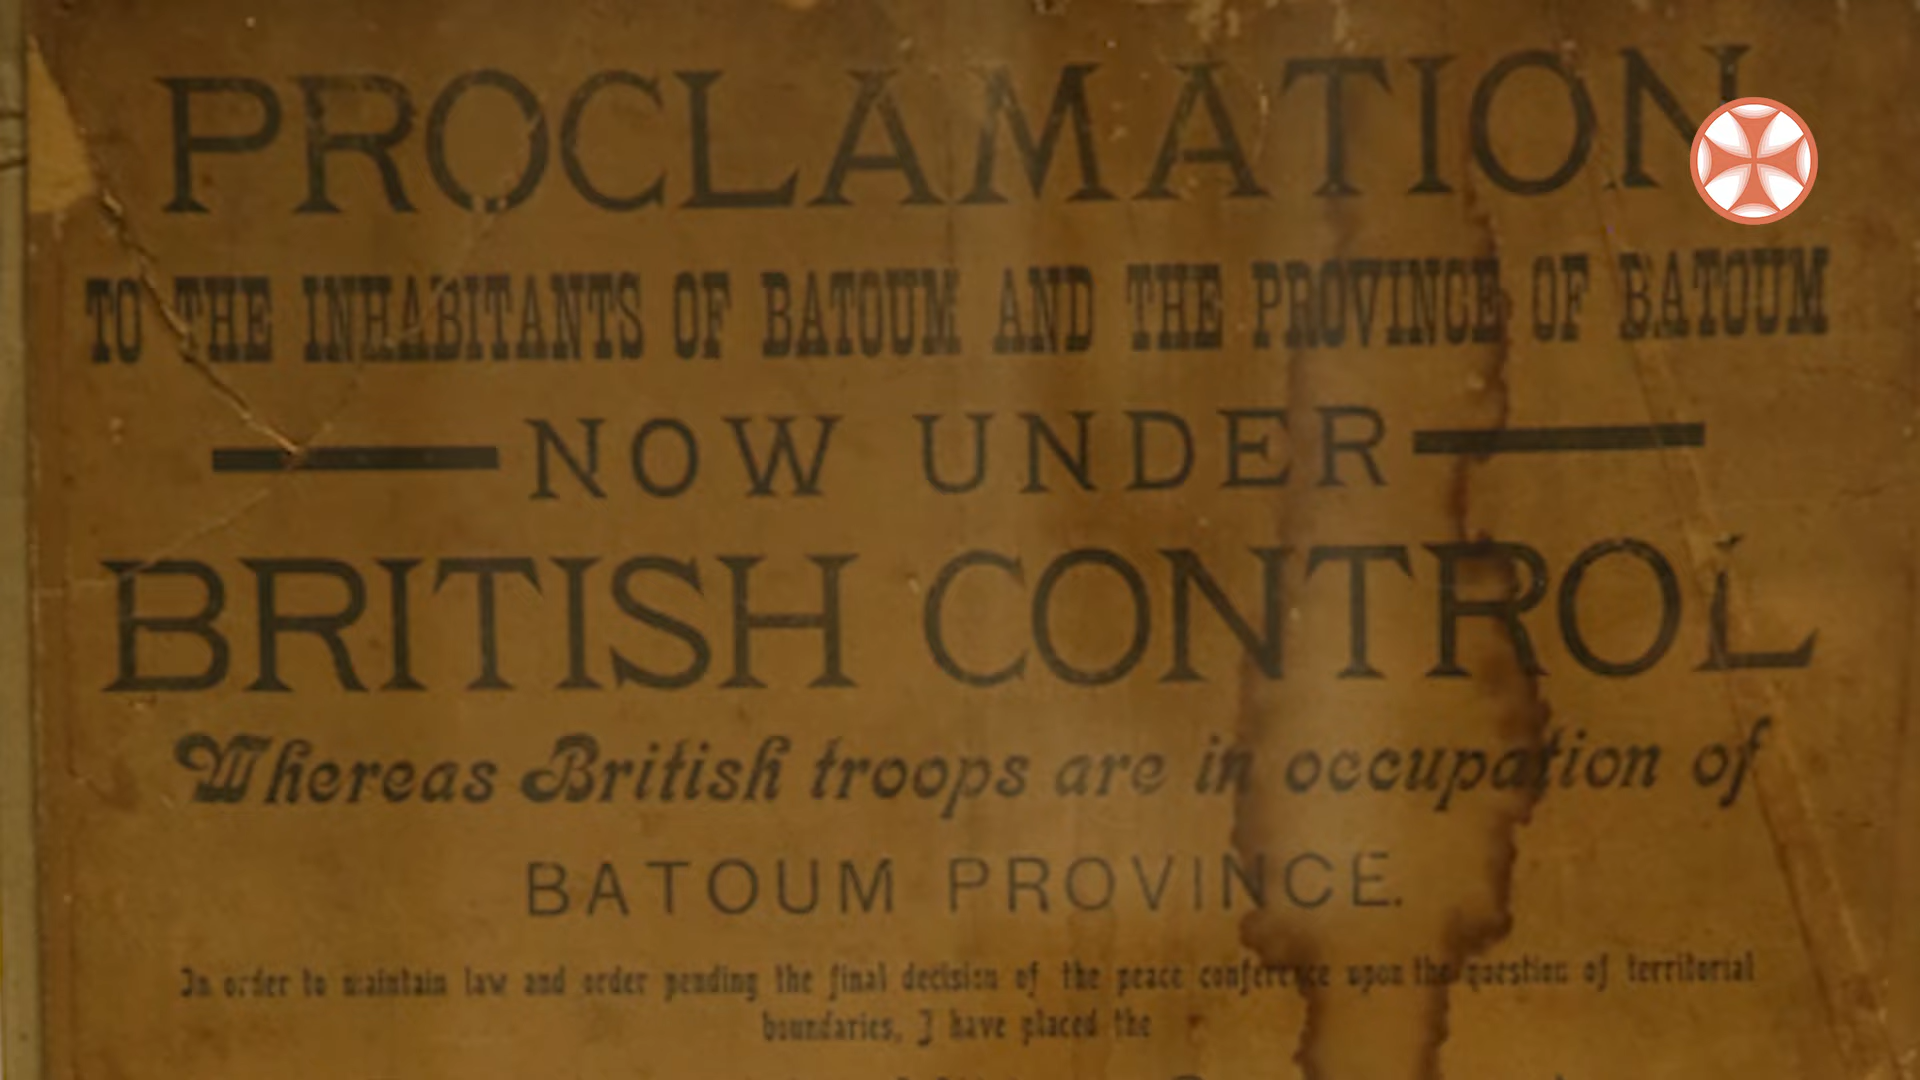 PROCLAMATION
TO THE INHABITANTS OF BATOUM AND THE PROVINCE OF BATOUM
NOW UNDER
BRITISH CONTROL
Whereas British troops are in occupation of
BATOUM PROVINCE.
In order to maintain law and order pending the final decision of the peace conference upon the question of territorial
boundaries, I have placed the